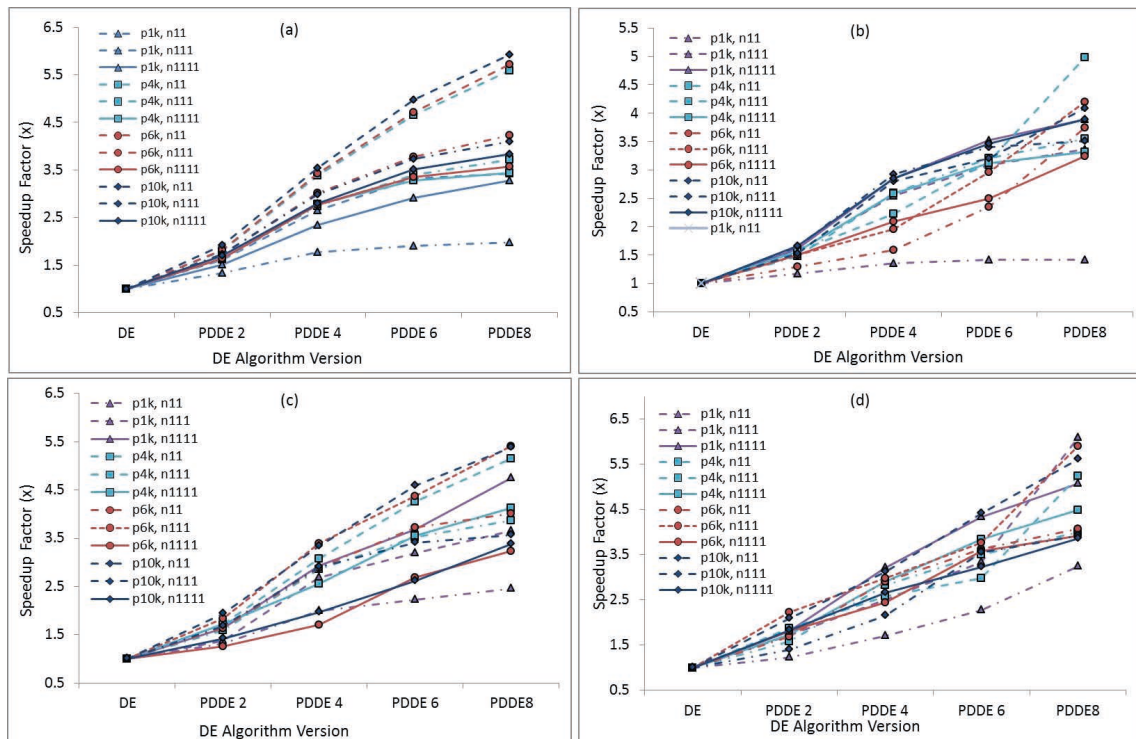 (a)
Speedup Factor (x)
6.5
5.5
4.5
3.5
2.5
1.5
0.5
p1k, n11
p1k, n111
p1k, n1111
p4k, n11
p4k, n111
p4k, n1111
p6k, n11
p6k, n111
p6k, n1111
p10k, n11
p10k, n111
p10k, n1111
DE
PDDE 2
PDDE 4
PDDE 6
PDDE8
DE Algorithm Version
(b)
Speedup Factor (x)
5.5
5
4.5
4
3.5
3
2.5
2
1.5
1
0.5
p1k, n11
p1k, n111
p1k, n1111
p4k, n11
p4k, n111
p4k, n1111
p6k, n11
p6k, n111
p6k, n1111
p10k, n11
p10k, n111
p10k, n1111
p1k, n11
DE
PDDE 2
PDDE 4
PDDE 6
PDDE8
DE Algorithm Version
(c)
Speedup Factor (x)
6.5
5.5
4.5
3.5
2.5
1.5
0.5
p1k, n11
p1k, n111
p1k, n1111
p4k, n11
p4k, n111
p4k, n1111
p6k, n11
p6k, n111
p6k, n1111
p10k, n11
p10k, n111
p10k, n1111
DE
PDDE 2
PDDE 4
PDDE 6
PDDE8
DE Algorithm Version
(d)
Speedup Factor (x)
6.5
5.5
4.5
3.5
2.5
1.5
0.5
p1k, n11
p1k, n111
p1k, n1111
p4k, n11
p4k, n111
p4k, n1111
p6k, n11
p6k, n111
p6k, n1111
p10k, n11
p10k, n111
p10k, n1111
DE
PDDE 2
PDDE 4
PDDE 6
PDDE8
DE Algorithm Version